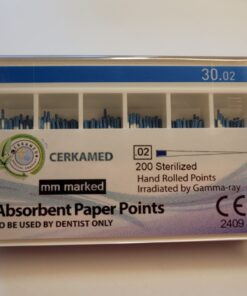 30.02
CERKAMED
mm marked
.02
200 Sterilized
Hand Rolled Points
Irradiated by Gamma-ray
Absorbent Paper Points
TO BE USED BY DENTIST ONLY
CE
2409